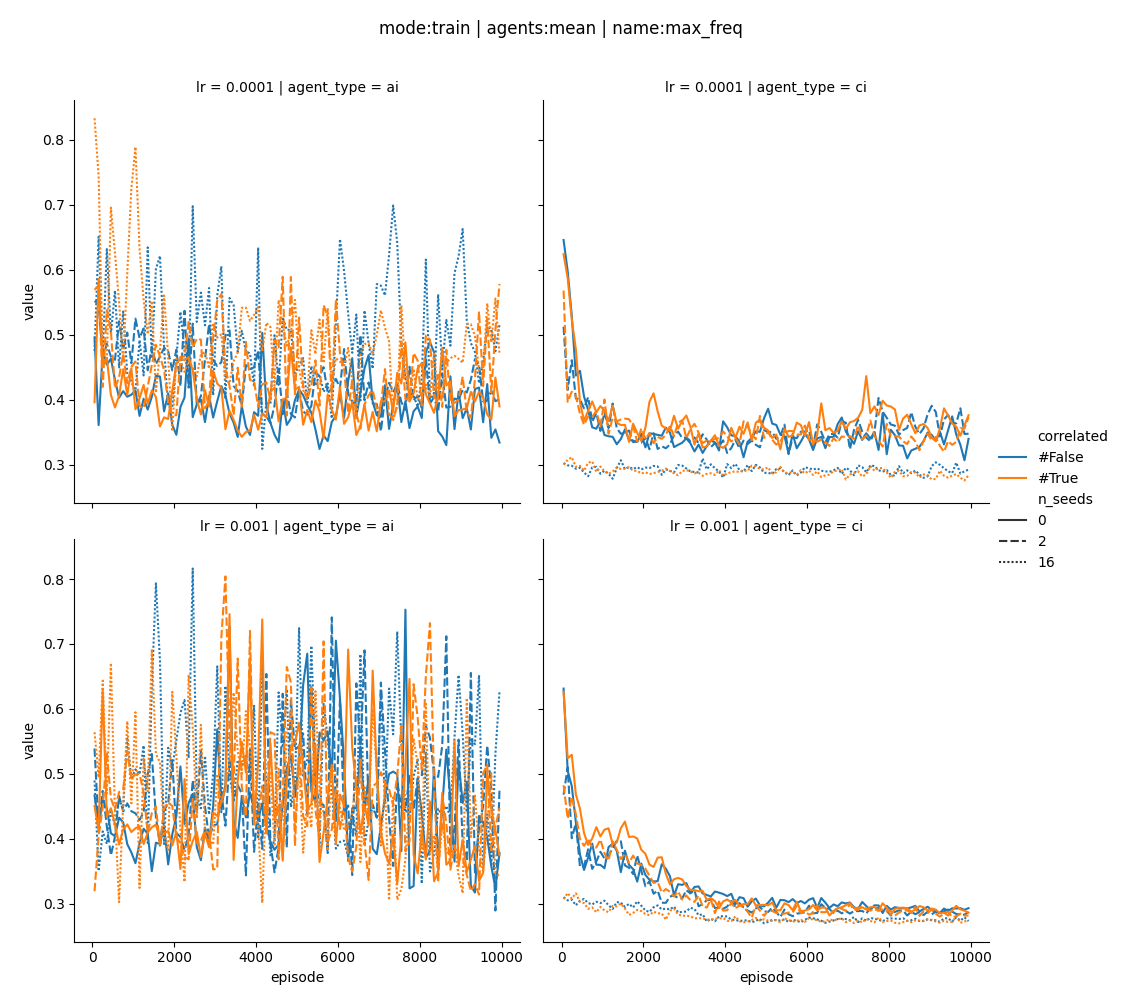 mode:train | agents:mean | name:max_freq
lr = 0.0001 | agent_type = ai
lr = 0.0001 | agent_type = ci
0.8
0.7
0.6
0.5
0.4
0.3
value
lr = 0.001 | agent_type = ai
lr = 0.001 | agent_type = ci
0.8
0.7
0.6
0.5
0.4
0.3
value
0 2000 4000 6000 8000 10000
episode
0 2000 4000 6000 8000 10000
episode
correlated
#False
#True
n_seeds
0
2
16